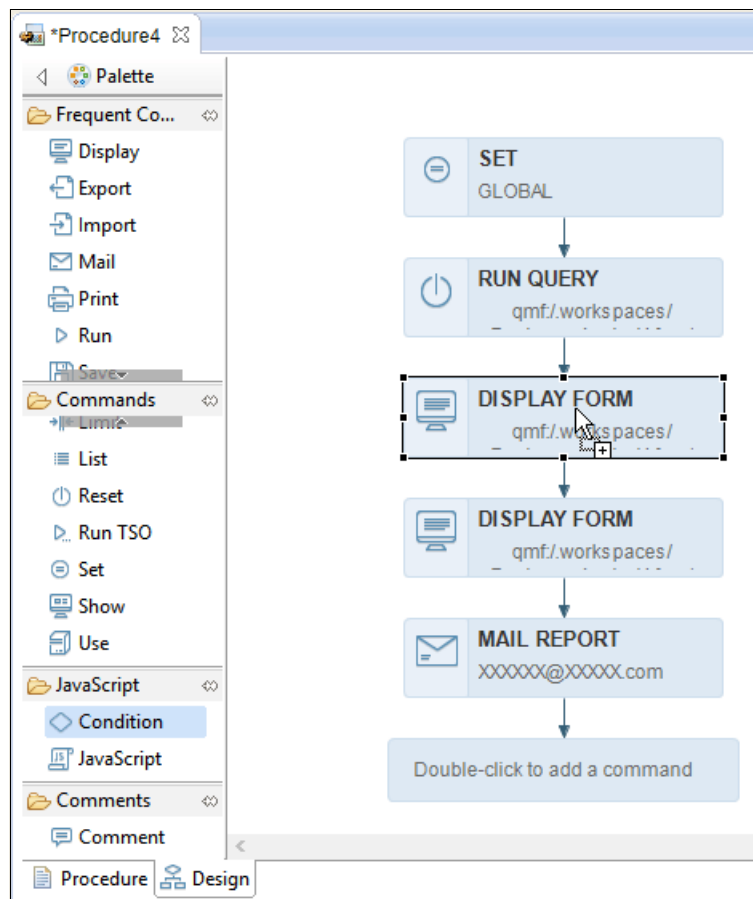 *Procedure4
Palette
Frequent Co...
Display
Export
Import
Mail
Print
Run
Save
Commands
Limit
List
Reset
Run TSO
Set
Show
Use
JavaScript
Condition
JavaScript
Comments
Comment
Procedure
Design
SET
GLOBAL
RUN QUERY
qmf:/.workspaces/
DISPLAY FORM
qmf:/.workspaces/
DISPLAY FORM
qmf:/.workspaces/
MAIL REPORT
XXXXXX@XXXXX.com
Double-click to add a command